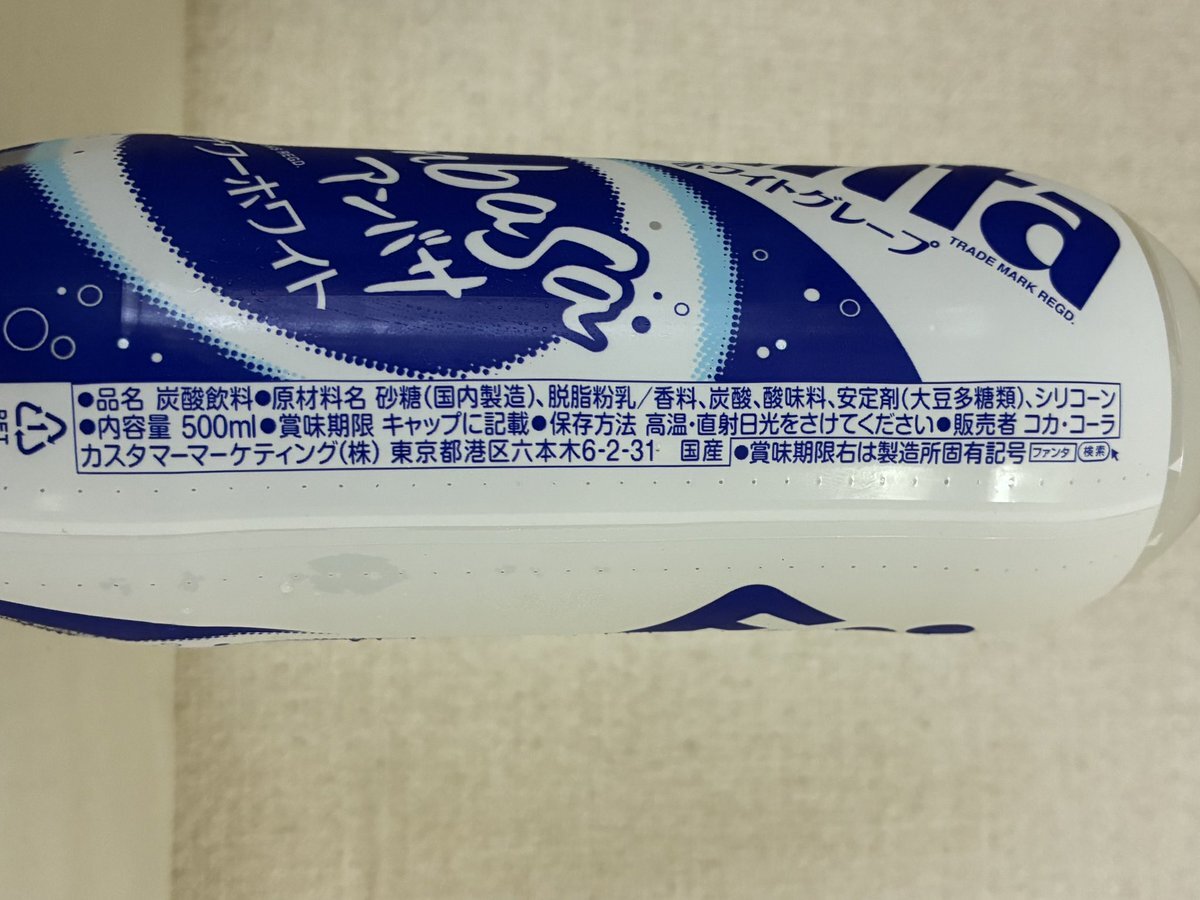 ambasa
アンバサ
サワーホワイト
ホワイトグレープ
TRADE MARK REGD.
●品名 炭酸飲料●原材料名 砂糖(国内製造)、脱脂粉乳/香料、炭酸、酸味料、安定剤(大豆多糖類)、シリコーン
●内容量 500ml●賞味期限 キャップに記載●保存方法 高温・直射日光をさけてください●販売者 コカ・コーラ
カスタマーマーケティング(株) 東京都港区六本木6-2-31 国産
●賞味期限右は製造所固有記号 ファンタ 検索
1
PET